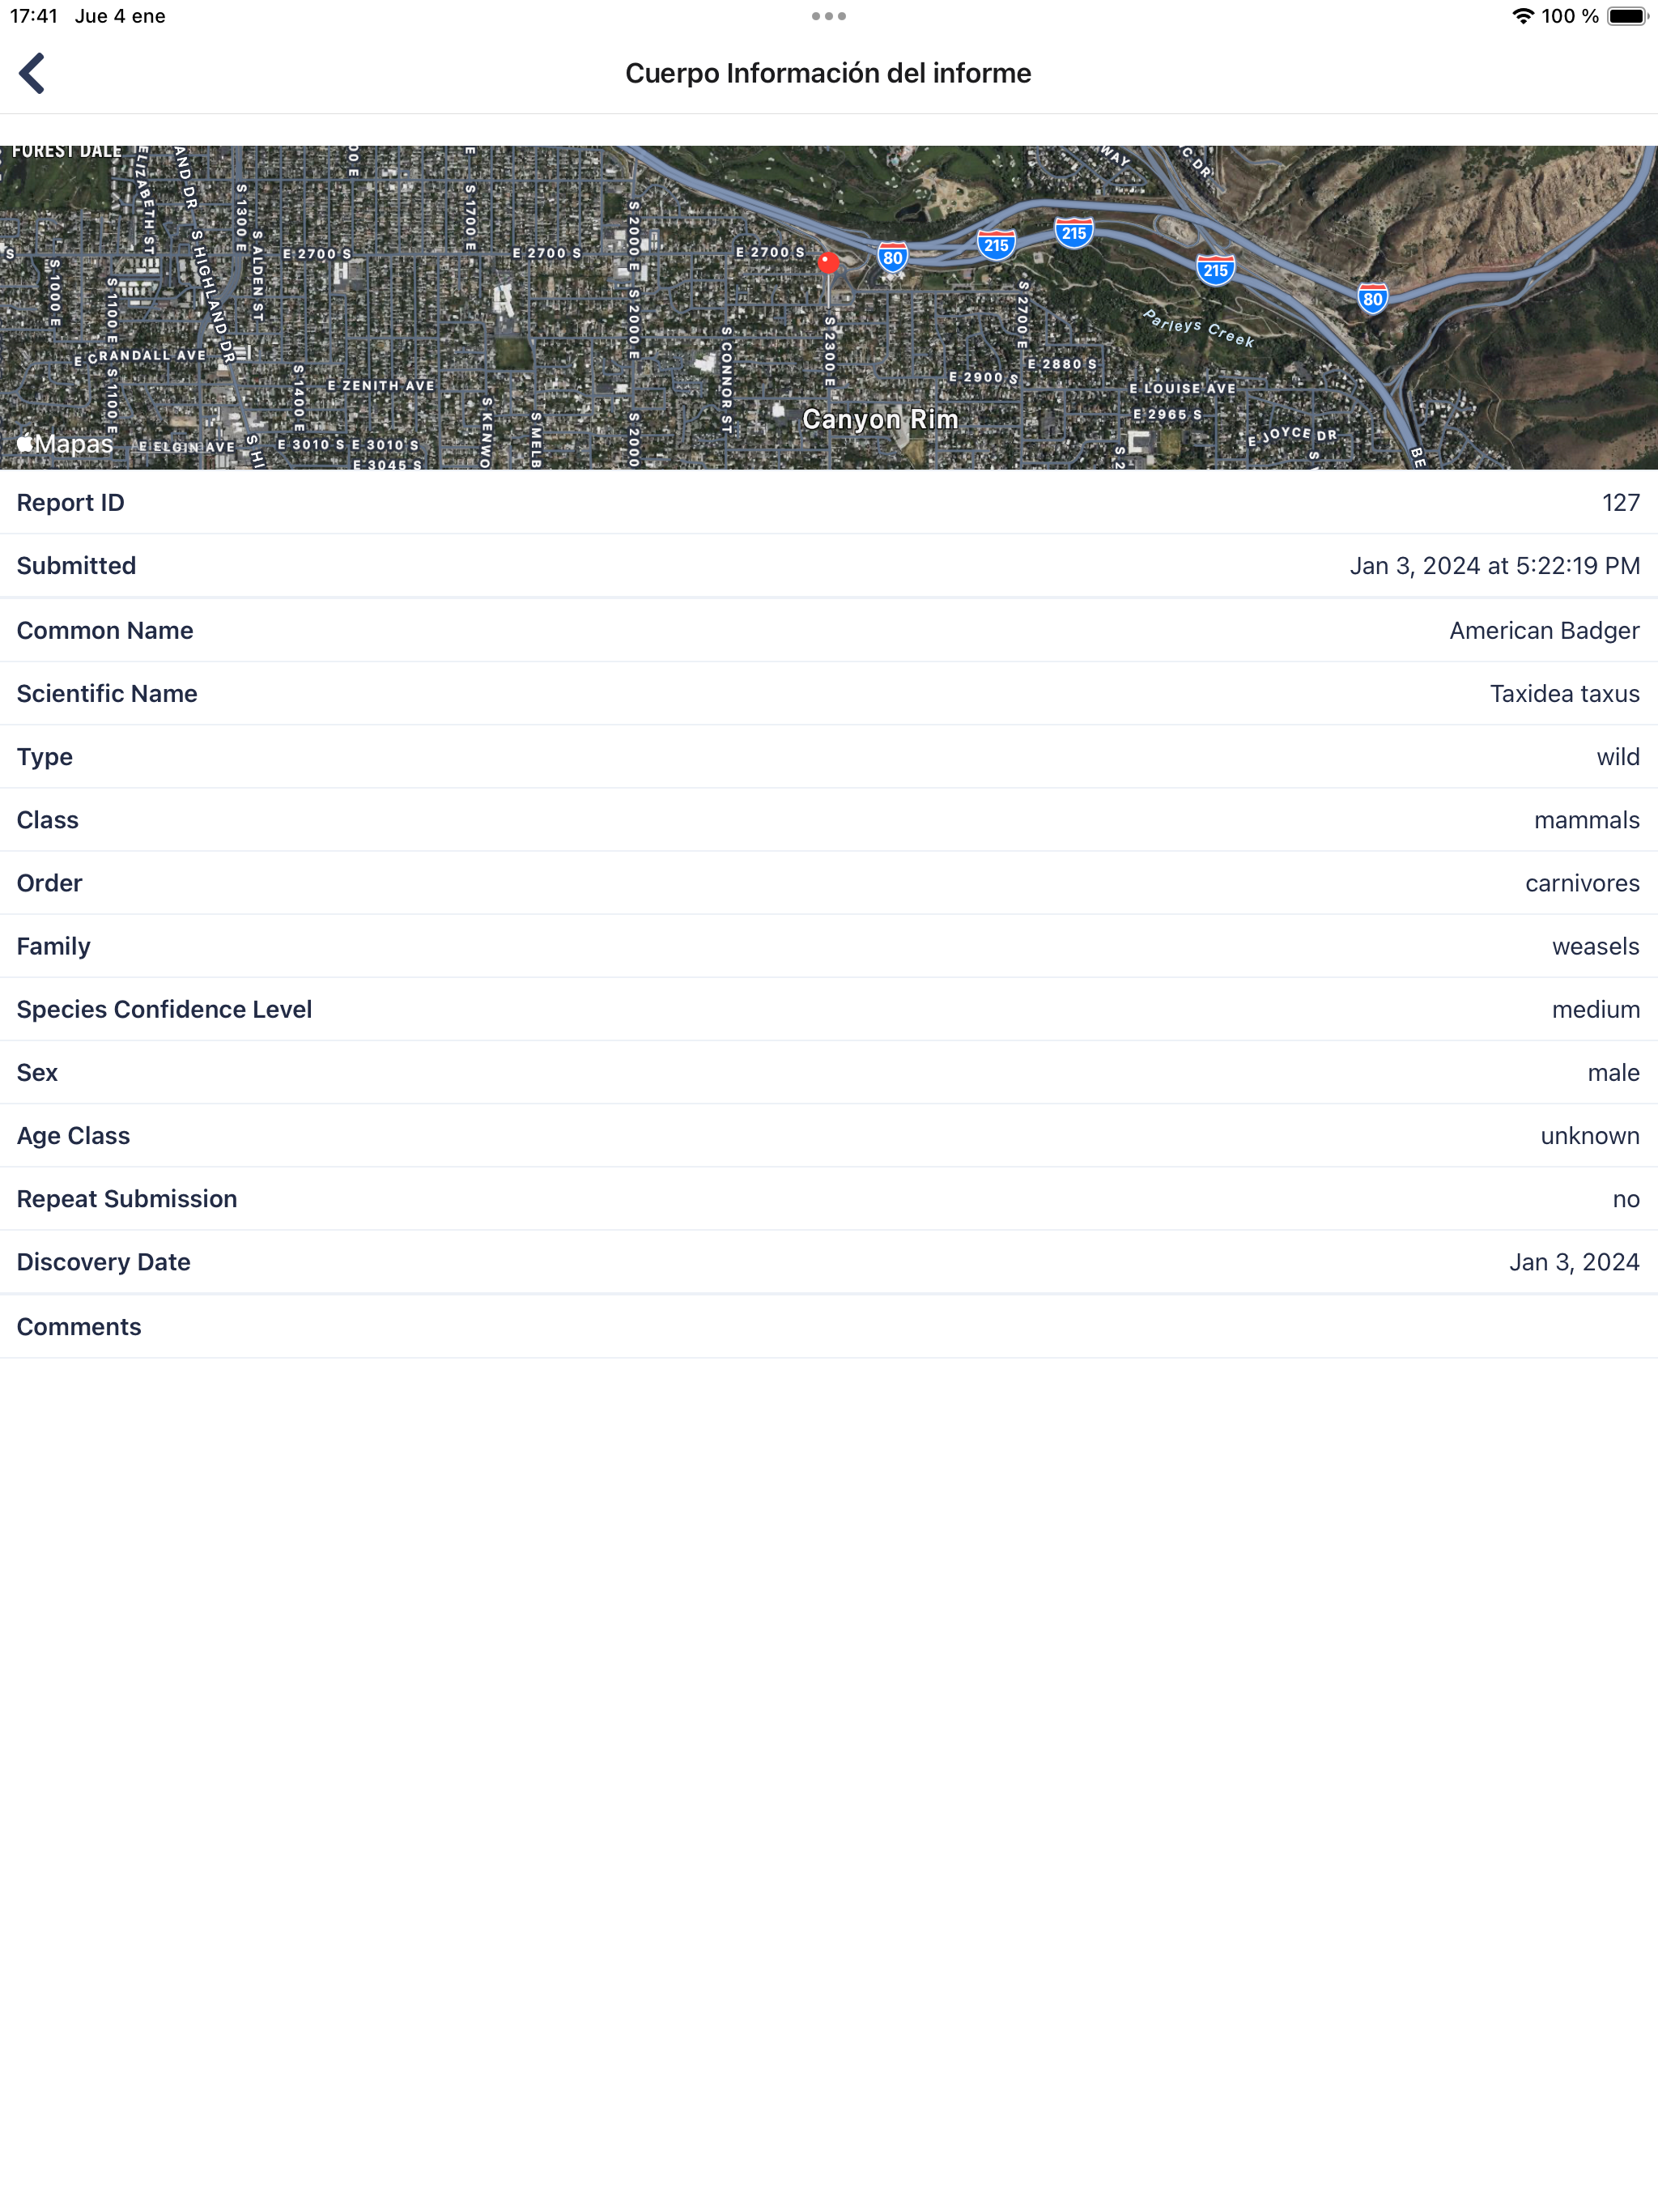 17:41 Jue 4 ene
100 %
Cuerpo Información del informe
FOREST DALE
S 1300 E
S 1700 E
S 2000 E
E 2700 S
E 2700 S
E 2700 S
S ALDEN ST
S HIGHLAND DR
ELIZABETH ST
80
215
215
215
80
S 1000 E
S 1100 E
S 2000 E
S 2300 E
S 2700 E
Parleys Creek
E CRANDALL AVE
S 1100 E
S 1400 E
E ZENITH AVE
S CONNOR ST
E 2900 S
E 2880 S
E LOUISE AVE
E 2965 S
S KENWO
S MELB
S 2000
Canyon Rim
E JOYCE DR
Mapas
E ELGIN AVE
S HI
E 3010 S
E 3010 S
E 3045 S
BE
Report ID 127
Submitted Jan 3, 2024 at 5:22:19 PM
Common Name American Badger
Scientific Name Taxidea taxus
Type wild
Class mammals
Order carnivores
Family weasels
Species Confidence Level medium
Sex male
Age Class unknown
Repeat Submission no
Discovery Date Jan 3, 2024
Comments